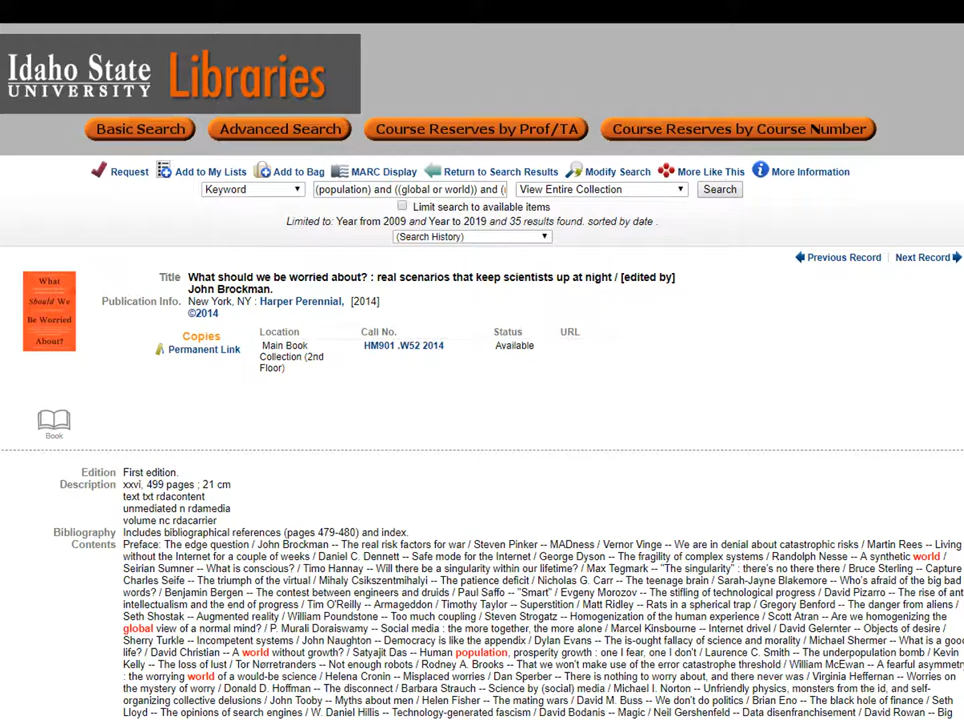 Idaho State
UNIVERSITY
Libraries
Basic Search
Advanced Search
Course Reserves by Prof/TA
Course Reserves by Course Number
Request
Add to My Lists
Add to Bag
MARC Display
Return to Search Results
Modify Search
More Like This
More Information
Keyword
(population) and ((global or world)) and (
View Entire Collection
Search
Limit search to available items
Limited to: Year from 2009 and Year to 2019 and 35 results found. sorted by date .
(Search History)
Previous Record
Next Record
What
Should We
Be Worried
About?
Title What should we be worried about? : real scenarios that keep scientists up at night / [edited by]
John Brockman.
Publication Info. New York, NY : Harper Perennial, [2014]
©2014
Copies
Permanent Link
Location Call No. Status URL
Main Book HM901 .W52 2014 Available
Collection (2nd
Floor)
Book
Edition First edition.
Description xxvi, 499 pages ; 21 cm
text txt rdacontent
unmediated n rdamedia
volume nc rdacarrier
Bibliography Includes bibliographical references (pages 479-480) and index.
Contents Preface: The edge question / John Brockman -- The real risk factors for war / Steven Pinker -- MADness / Vernor Vinge -- We are in denial about catastrophic risks / Martin Rees -- Living
without the Internet for a couple of weeks / Daniel C. Dennett -- Safe mode for the Internet / George Dyson -- The fragility of complex systems / Randolph Nesse -- A synthetic world /
Seirian Sumner -- What is conscious? / Timo Hannay -- Will there be a singularity within our lifetime? / Max Tegmark -- "The singularity" : there's no there there / Bruce Sterling -- Capture
Charles Seife -- The triumph of the virtual / Mihaly Csikszentmihalyi -- The patience deficit / Nicholas G. Carr -- The teenage brain / Sarah-Jayne Blakemore -- Who's afraid of the big bad
words? / Benjamin Bergen -- The contest between engineers and druids / Paul Saffo -- "Smart" / Evgeny Morozov -- The stifling of technological progress / David Pizarro -- The rise of ant
intellectualism and the end of progress / Tim O'Reilly -- Armageddon / Timothy Taylor -- Superstition / Matt Ridley -- Rats in a spherical trap / Gregory Benford -- The danger from aliens /
Seth Shostak -- Augmented reality / William Poundstone -- Too much coupling / Steven Strogatz -- Homogenization of the human experience / Scott Atran -- Are we homogenizing the
global view of a normal mind? / P. Murali Doraiswamy -- Social media : the more together, the more alone / Marcel Kinsbourne -- Internet drivel / David Gelernter -- Objects of desire /
Sherry Turkle -- Incompetent systems / John Naughton -- Democracy is like the appendix / Dylan Evans -- The is-ought fallacy of science and morality / Michael Shermer -- What is a goo
life? / David Christian -- A world without growth? / Satyajit Das -- Human population, prosperity growth : one I fear, one I don't / Laurence C. Smith -- The underpopulation bomb / Kevin
Kelly -- The loss of lust / Tor Norretranders -- Not enough robots / Rodney A. Brooks -- That we won't make use of the error catastrophe threshold / William McEwan -- A fearful asymmetry
: the worrying world of a would-be science / Helena Cronin -- Misplaced worries / Dan Sperber -- There is nothing to worry about, and there never was / Virginia Heffernan -- Worries on
the mystery of worry / Donald D. Hoffman -- The disconnect / Barbara Strauch -- Science by (social) media / Michael I. Norton -- Unfriendly physics, monsters from the id, and self-
organizing collective delusions / John Tooby -- Myths about men / Helen Fisher -- The mating wars / David M. Buss -- We don't do politics / Brian Eno -- The black hole of finance / Seth
Lloyd -- The opinions of search engines / W. Daniel Hillis -- Technology-generated fascism / David Bodanis -- Magic / Neil Gershenfeld -- Data disenfranchisement / David Rowan -- Big